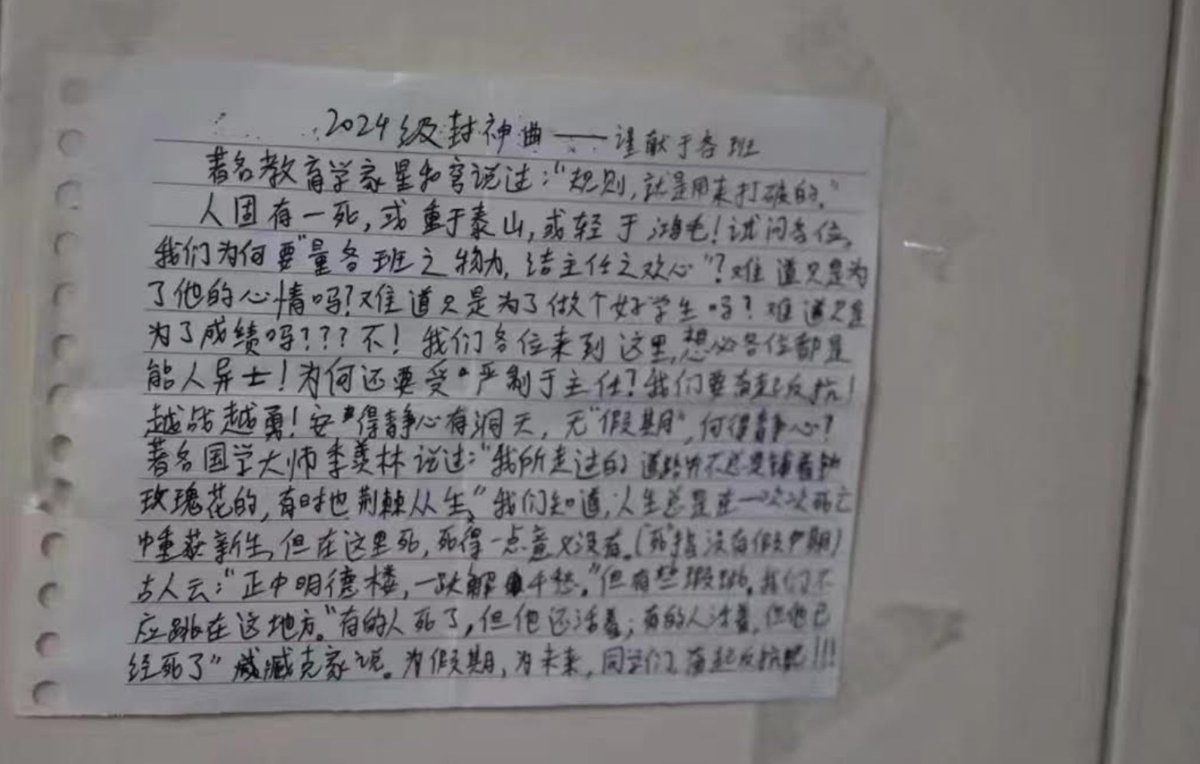 2024级封神曲——谨献于各班
著名教育学家星和宫说过:"规则,就是用来打破的。"
人固有一死,或重于泰山,或轻于鸿毛!试问各位,
我们为何要"量各班之物力,结主任之欢心"?难道只是为
了他的心情吗?难道只是为了做个好学生吗?难道只是
为了成绩吗???不!我们各位来到这里,想必各位都是
能人异士!为何还要受严制于主任?我们要奋起反抗!
越战越勇!安得静心有洞天,无"假期",何得静心?
著名国学大师季羡林说过:"我所走过的道路并不总是铺着
玫瑰花的,有时也荆棘从生。"我们知道,人生总是在一次次死亡
中重获新生,但在这里死,死得一点意义没有。(死指没有假期)
古人云:"正中明德楼,一跃解千愁。"但有些 我们不
应跳在这地方。"有的人死了,但他还活着;有的人活着,但他已
经死了"臧克家说。为假期,为未来,同学们,奋起反抗吧!!!